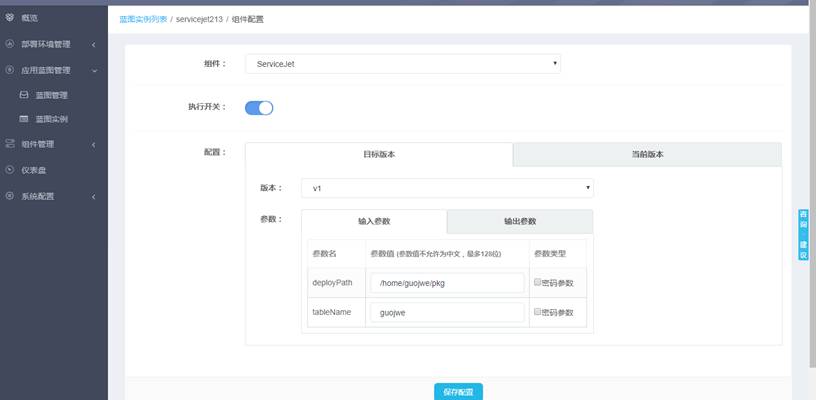 概览
部署环境管理
应用蓝图管理
蓝图管理
蓝图实例
组件管理
仪表盘
系统配置
蓝图实例列表 / servicejet213 / 组件配置
组件：
ServiceJet
执行开关：
配置：
目标版本
当前版本
版本：
v1
参数：
输入参数
输出参数
参数名
参数值 (参数值不允许为中文，最多128位)
参数类型
deployPath
/home/guojwe/pkg
密码参数
tableName
guojwe
密码参数
保存配置
咨询·建议